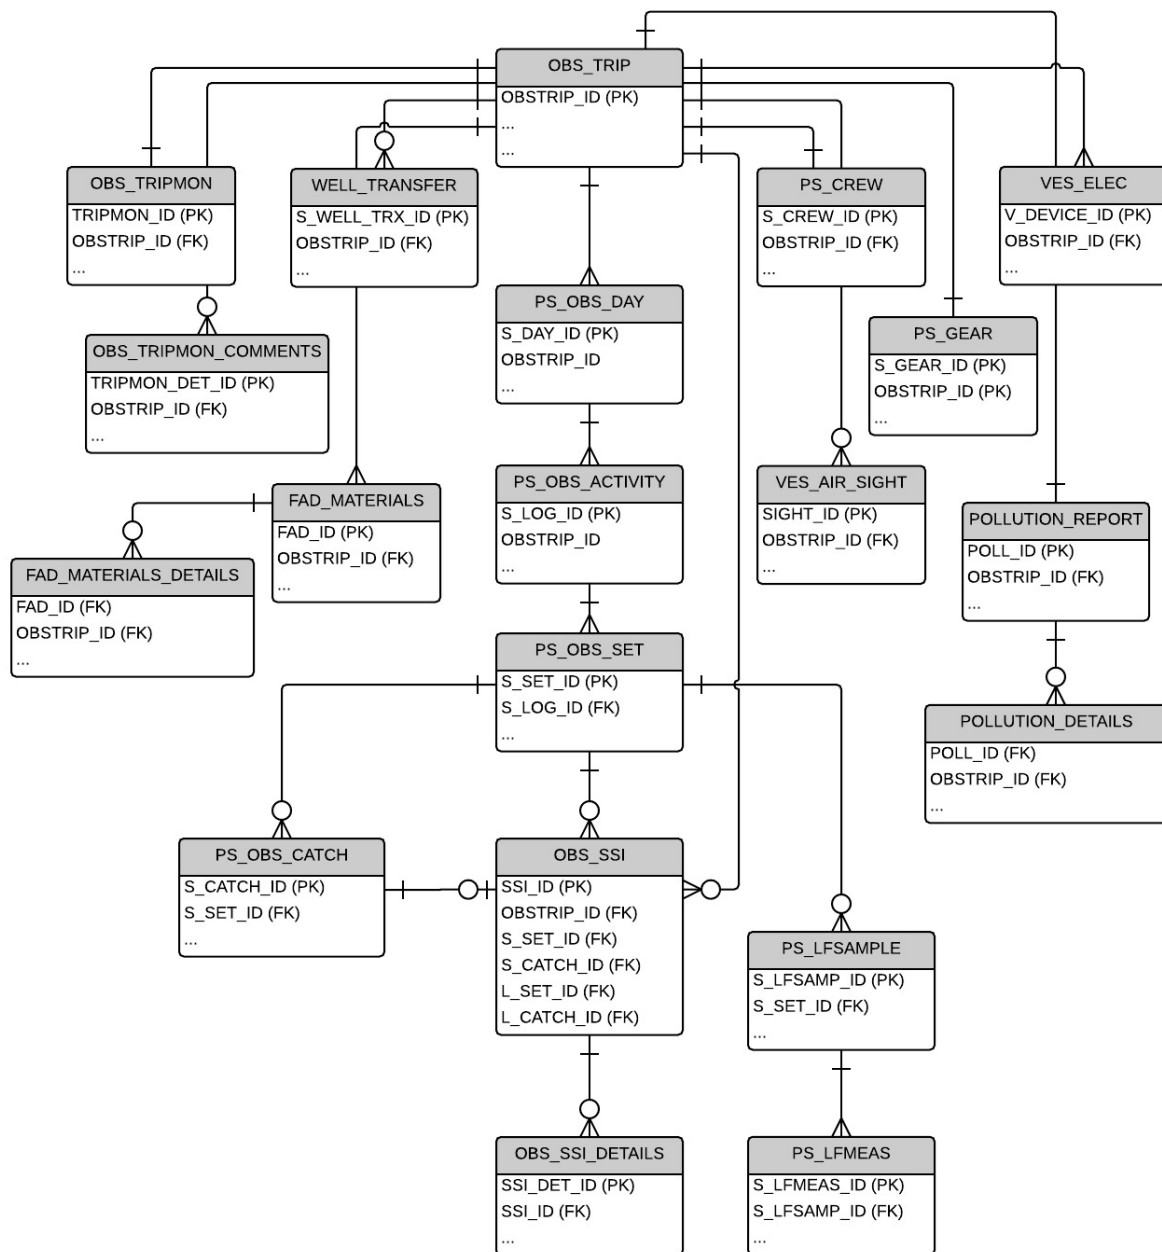 OBS_TRIP
OBSTRIP_ID (PK)
...
...
OBS_TRIPMON
TRIPMON_ID (PK)
OBSTRIP_ID (FK)
...
WELL_TRANSFER
S_WELL_TRX_ID (PK)
OBSTRIP_ID (FK)
...
PS_CREW
S_CREW_ID (PK)
OBSTRIP_ID (FK)
...
VES_ELEC
V_DEVICE_ID (PK)
OBSTRIP_ID (FK)
...
PS_OBS_DAY
S_DAY_ID (PK)
OBSTRIP_ID
...
PS_GEAR
S_GEAR_ID (PK)
OBSTRIP_ID (PK)
...
OBS_TRIPMON_COMMENTS
TRIPMON_DET_ID (PK)
OBSTRIP_ID (FK)
...
FAD_MATERIALS
FAD_ID (PK)
OBSTRIP_ID (FK)
...
PS_OBS_ACTIVITY
S_LOG_ID (PK)
OBSTRIP_ID
...
VES_AIR_SIGHT
SIGHT_ID (PK)
OBSTRIP_ID (FK)
...
POLLUTION_REPORT
POLL_ID (PK)
OBSTRIP_ID (FK)
...
FAD_MATERIALS_DETAILS
FAD_ID (FK)
OBSTRIP_ID (FK)
...
PS_OBS_SET
S_SET_ID (PK)
S_LOG_ID (FK)
...
POLLUTION_DETAILS
POLL_ID (FK)
OBSTRIP_ID (FK)
...
PS_OBS_CATCH
S_CATCH_ID (PK)
S_SET_ID (FK)
...
OBS_SSI
SSI_ID (PK)
OBSTRIP_ID (FK)
S_SET_ID (FK)
S_CATCH_ID (FK)
L_SET_ID (FK)
L_CATCH_ID (FK)
PS_LFSAMPLE
S_LFSAMP_ID (PK)
S_SET_ID (FK)
...
OBS_SSI_DETAILS
SSI_DET_ID (PK)
SSI_ID (FK)
...
PS_LFMEAS
S_LFMEAS_ID (PK)
S_LFSAMP_ID (FK)
...